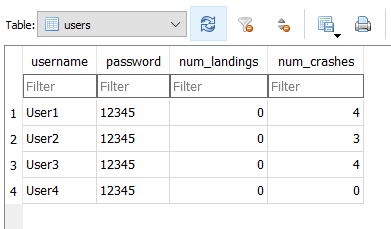 Table: users
username password num_landings num_crashes
Filter Filter Filter Filter
1 User1 12345 0 4
2 User2 12345 0 3
3 User3 12345 0 4
4 User4 12345 0 0